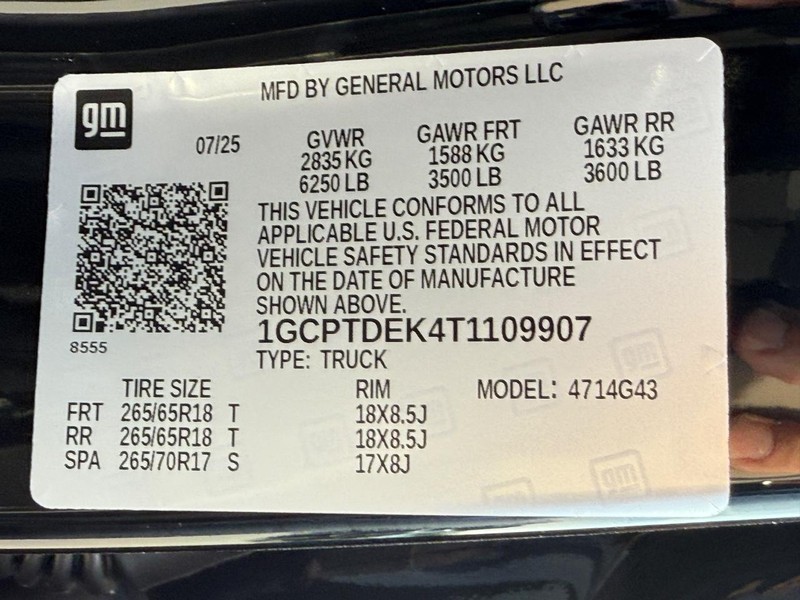 gm
MFD BY GENERAL MOTORS LLC
07/25
GVWR GAWR FRT GAWR RR
2835 KG 1588 KG 1633 KG
6250 LB 3500 LB 3600 LB
THIS VEHICLE CONFORMS TO ALL
APPLICABLE U.S. FEDERAL MOTOR
VEHICLE SAFETY STANDARDS IN EFFECT
ON THE DATE OF MANUFACTURE
SHOWN ABOVE.
8555
1GCPTDEK4T1109907
TYPE: TRUCK
TIRE SIZE RIM MODEL: 4714G43
FRT 265/65R18 T 18X8.5J
RR 265/65R18 T 18X8.5J
SPA 265/70R17 S 17X8J